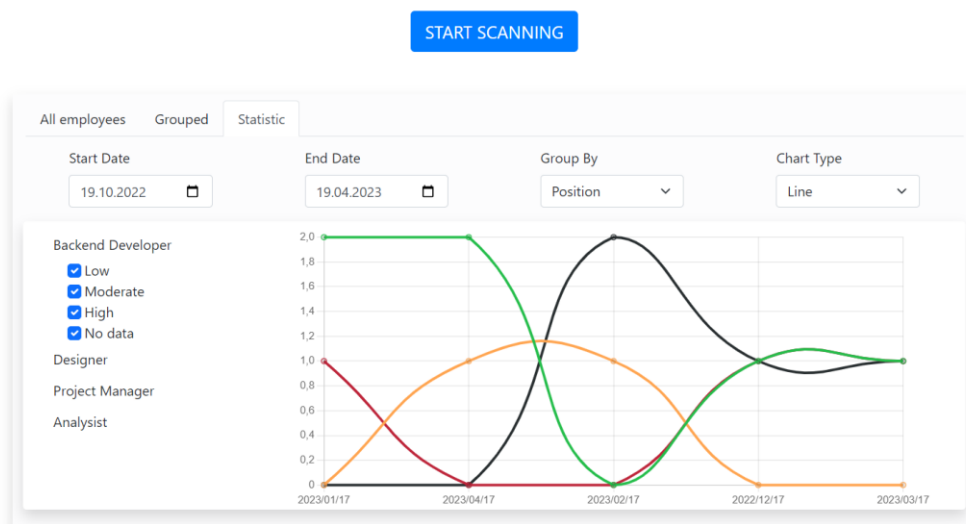 START SCANNING
All employees Grouped Statistic
Start Date End Date Group By Chart Type
19.10.2022 19.04.2023 Position Line
Backend Developer
Low
Moderate
High
No data
Designer
Project Manager
Analysist
2,0
1,8
1,6
1,4
1,2
1,0
0,8
0,6
0,4
0,2
0
2023/01/17 2023/04/17 2023/02/17 2022/12/17 2023/03/17